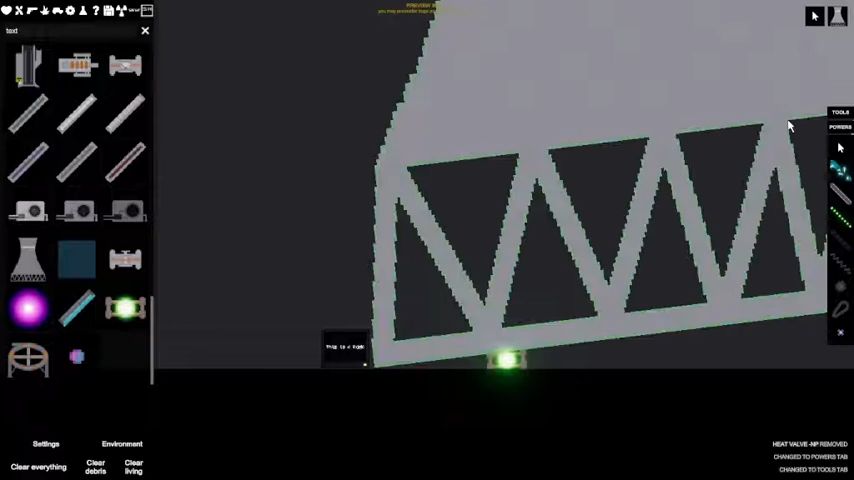 PREVIEW B
text
TOOLS
POWERS
Settings
Environment
Clear everything
Clear debris
Clear living
HEAT VALVE -NP REMOVED
CHANGED TO POWERS TAB
CHANGED TO TOOLS TAB